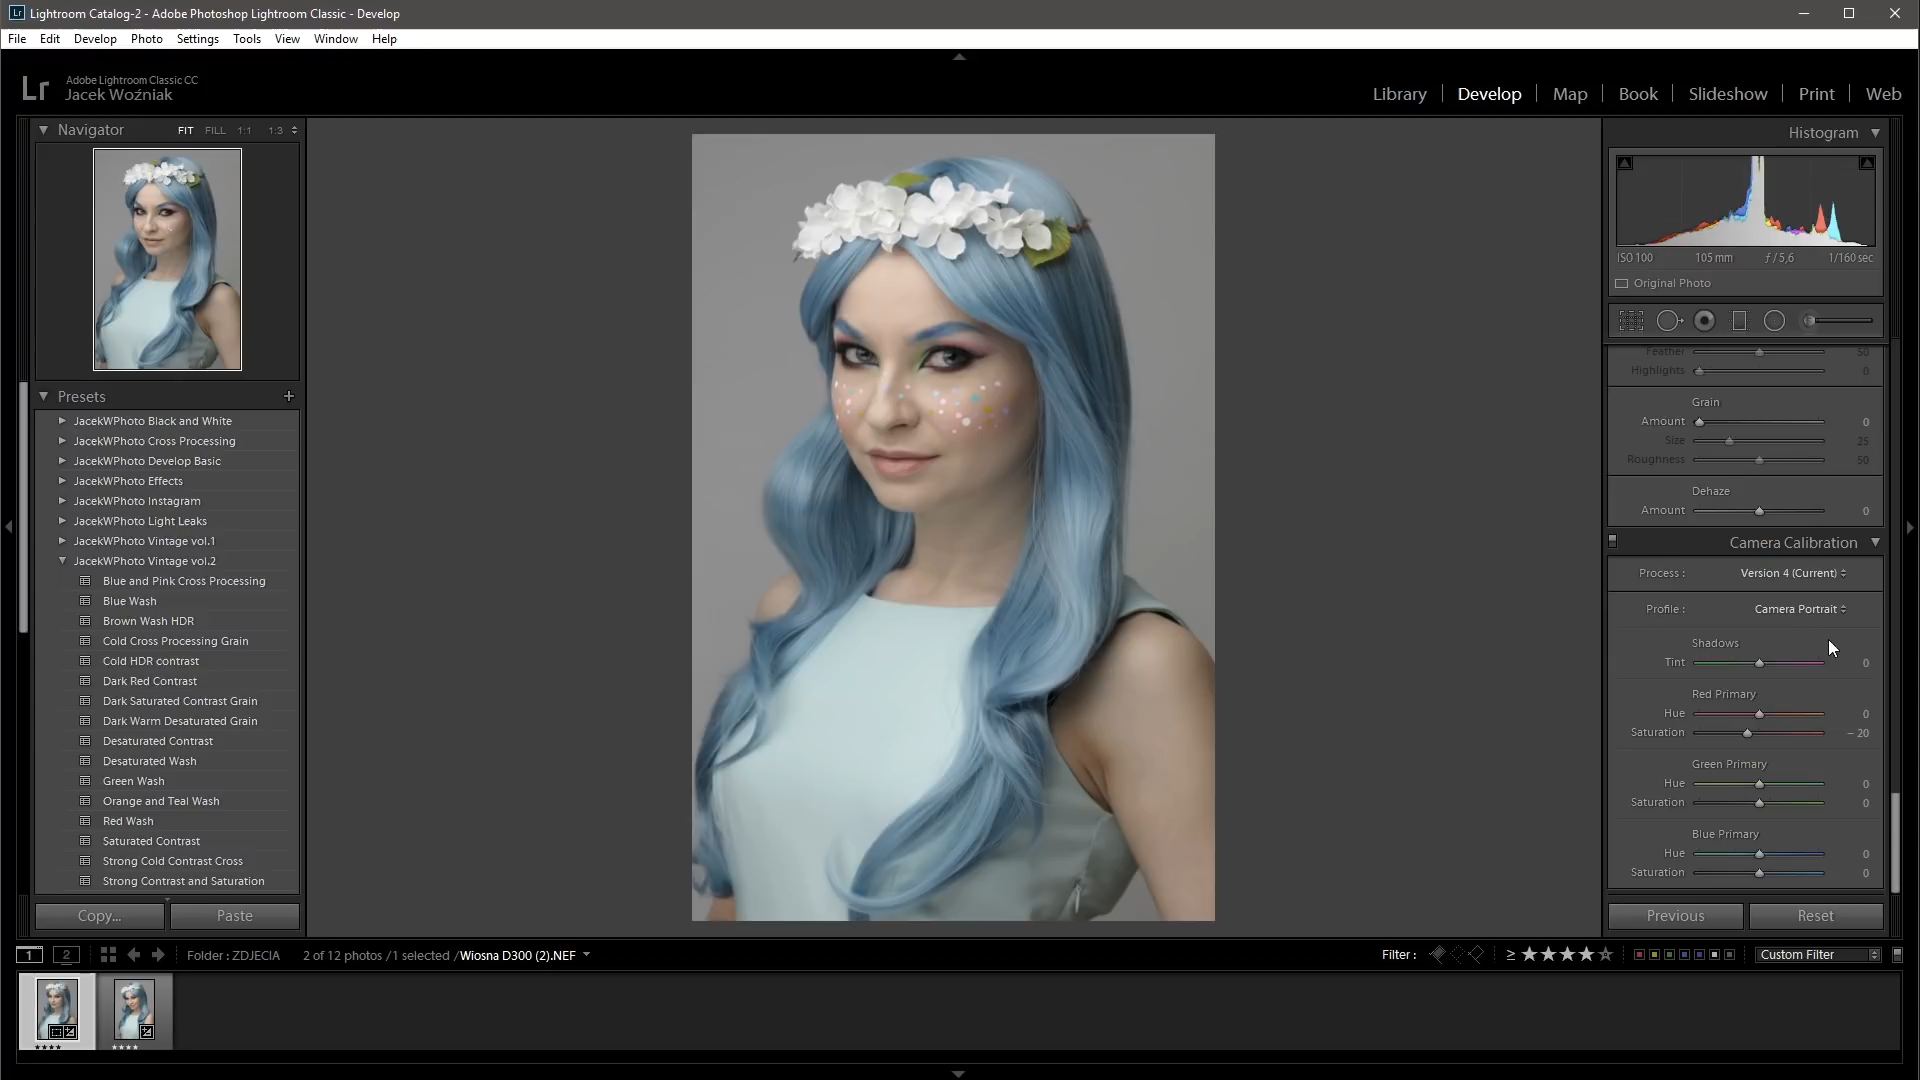 Lr Lightroom Catalog-2 - Adobe Photoshop Lightroom Classic - Develop
File Edit Develop Photo Settings Tools View Window Help
Lr
Adobe Lightroom Classic CC
Jacek Woźniak
Library Develop Map Book Slideshow Print Web
Navigator FIT FILL 1:1 1:3
Presets +
JacekWPhoto Black and White
JacekWPhoto Cross Processing
JacekWPhoto Develop Basic
JacekWPhoto Effects
JacekWPhoto Instagram
JacekWPhoto Light Leaks
JacekWPhoto Vintage vol.1
JacekWPhoto Vintage vol.2
Blue and Pink Cross Processing
Blue Wash
Brown Wash HDR
Cold Cross Processing Grain
Cold HDR contrast
Dark Red Contrast
Dark Saturated Contrast Grain
Dark Warm Desaturated Grain
Desaturated Contrast
Desaturated Wash
Green Wash
Orange and Teal Wash
Red Wash
Saturated Contrast
Strong Cold Contrast Cross
Strong Contrast and Saturation
Copy... Paste
Histogram
ISO 100 105 mm ƒ / 5,6 1/160 sec
Original Photo
Feather 50
Highlights 0
Grain
Amount 0
Size 25
Roughness 50
Dehaze
Amount 0
Camera Calibration
Process : Version 4 (Current)
Profile : Camera Portrait
Shadows
Tint 0
Red Primary
Hue 0
Saturation – 20
Green Primary
Hue 0
Saturation 0
Blue Primary
Hue 0
Saturation 0
Previous Reset
1 2 Folder : ZDJECIA 2 of 12 photos /1 selected /Wiosna D300 (2).NEF Filter : ≥ ★★★★☆ Custom Filter
★★★★ ★★★★